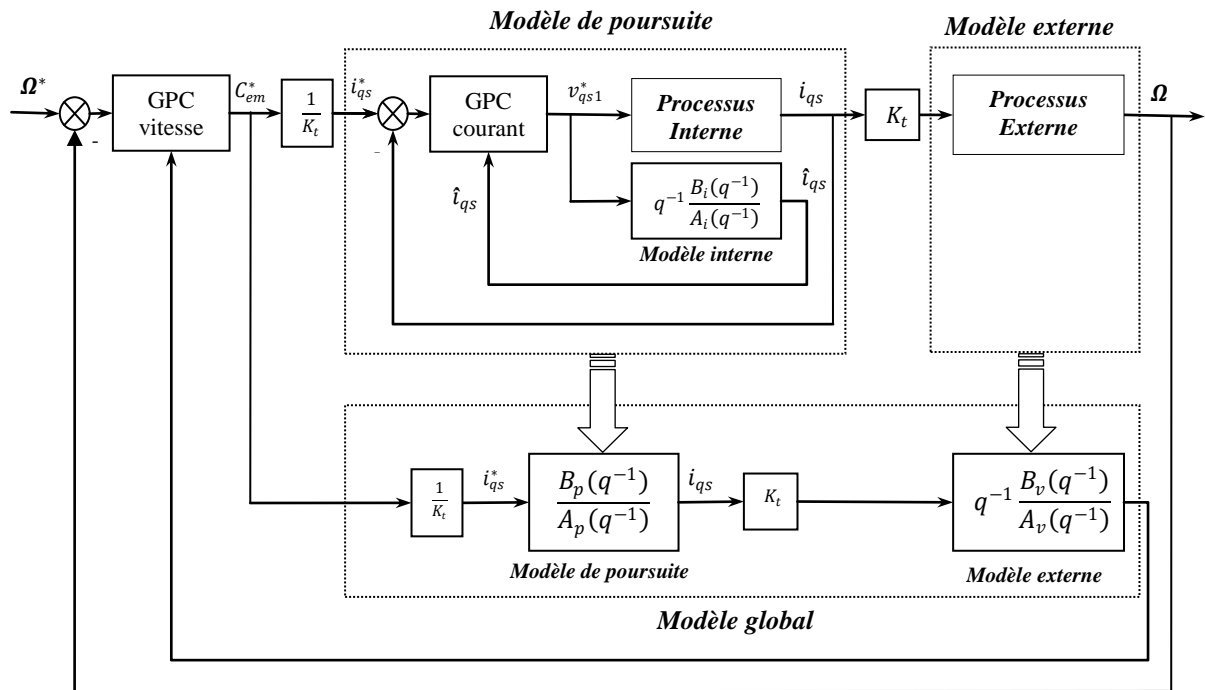 Modèle de poursuite
Modèle externe
Ω*
-
GPC
vitesse
C*em
1/Kt
i*qs
-
GPC
courant
v*qs1
Processus
Interne
iqs
Kt
Processus
Externe
Ω
îqs
q⁻¹ Bi(q⁻¹)/Ai(q⁻¹)
îqs
Modèle interne
1/Kt
i*qs
Bp(q⁻¹)/Ap(q⁻¹)
iqs
Kt
q⁻¹ Bv(q⁻¹)/Av(q⁻¹)
Modèle de poursuite
Modèle externe
Modèle global